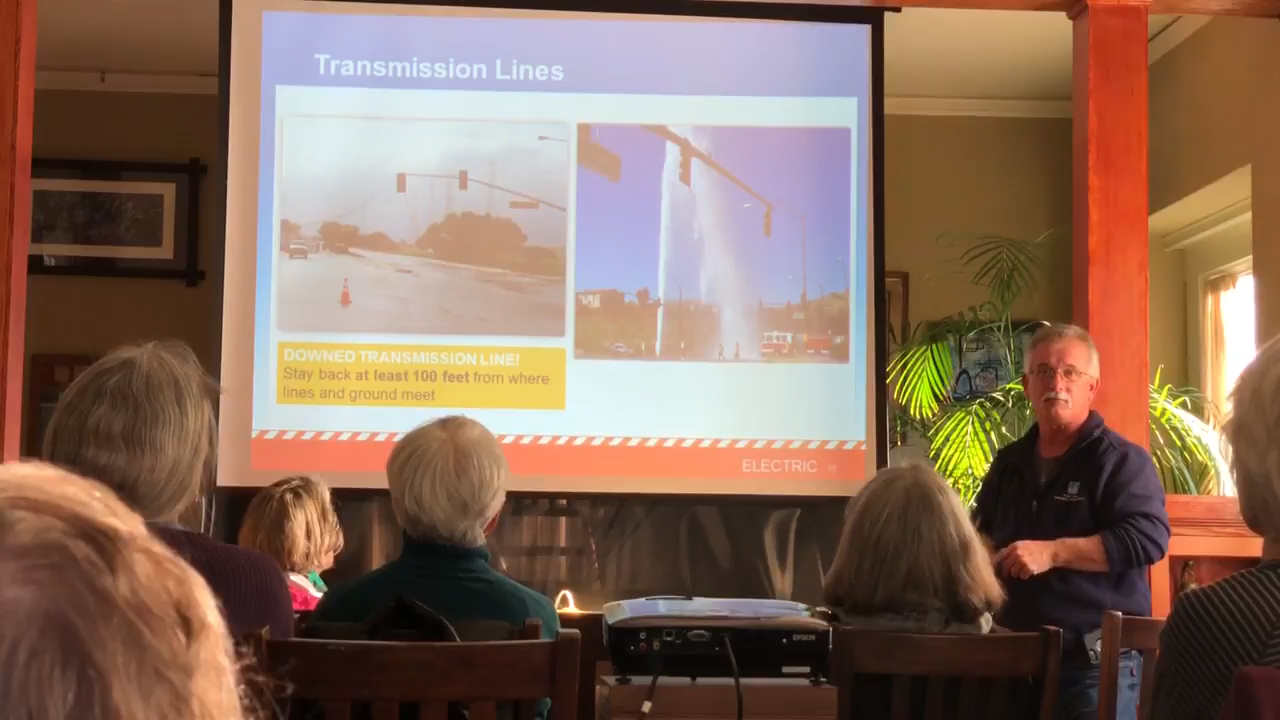 Transmission Lines
DOWNED TRANSMISSION LINE!
Stay back at least 100 feet from where
lines and ground meet
ELECTRIC
EPSON